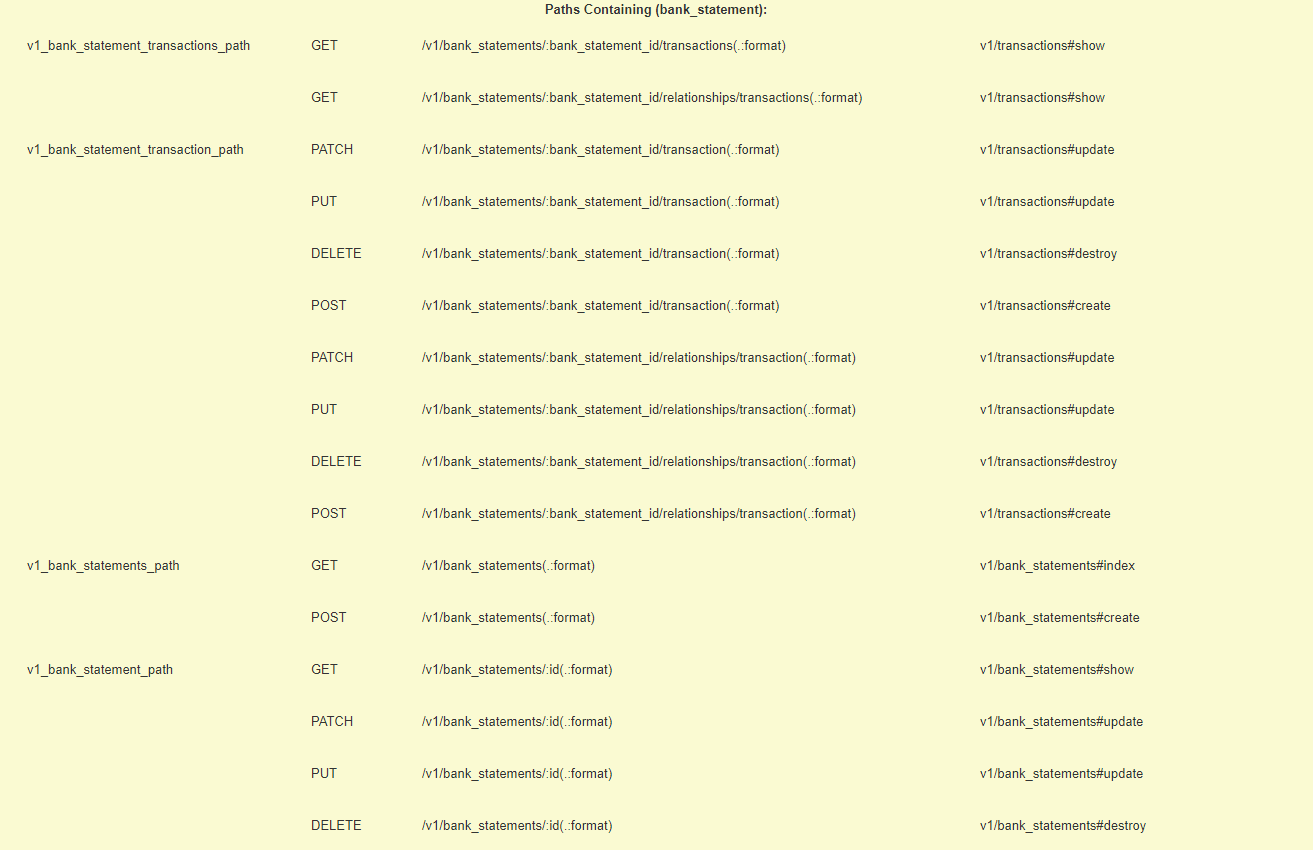 Paths Containing (bank_statement):
v1_bank_statement_transactions_path GET /v1/bank_statements/:bank_statement_id/transactions(.:format) v1/transactions#show
GET /v1/bank_statements/:bank_statement_id/relationships/transactions(.:format) v1/transactions#show
v1_bank_statement_transaction_path PATCH /v1/bank_statements/:bank_statement_id/transaction(.:format) v1/transactions#update
PUT /v1/bank_statements/:bank_statement_id/transaction(.:format) v1/transactions#update
DELETE /v1/bank_statements/:bank_statement_id/transaction(.:format) v1/transactions#destroy
POST /v1/bank_statements/:bank_statement_id/transaction(.:format) v1/transactions#create
PATCH /v1/bank_statements/:bank_statement_id/relationships/transaction(.:format) v1/transactions#update
PUT /v1/bank_statements/:bank_statement_id/relationships/transaction(.:format) v1/transactions#update
DELETE /v1/bank_statements/:bank_statement_id/relationships/transaction(.:format) v1/transactions#destroy
POST /v1/bank_statements/:bank_statement_id/relationships/transaction(.:format) v1/transactions#create
v1_bank_statements_path GET /v1/bank_statements(.:format) v1/bank_statements#index
POST /v1/bank_statements(.:format) v1/bank_statements#create
v1_bank_statement_path GET /v1/bank_statements/:id(.:format) v1/bank_statements#show
PATCH /v1/bank_statements/:id(.:format) v1/bank_statements#update
PUT /v1/bank_statements/:id(.:format) v1/bank_statements#update
DELETE /v1/bank_statements/:id(.:format) v1/bank_statements#destroy